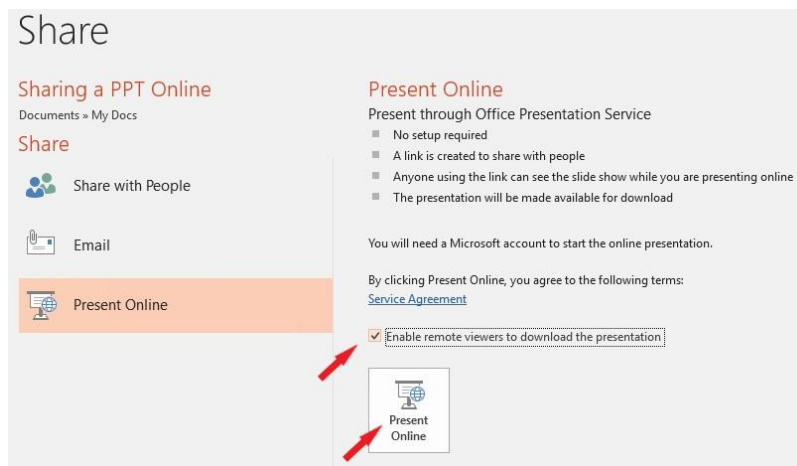 Share
Sharing a PPT Online
Documents » My Docs
Share
Share with People
Email
Present Online
Present Online
Present through Office Presentation Service
No setup required
A link is created to share with people
Anyone using the link can see the slide show while you are presenting online
The presentation will be made available for download
You will need a Microsoft account to start the online presentation.
By clicking Present Online, you agree to the following terms:
Service Agreement
Enable remote viewers to download the presentation
Present
Online